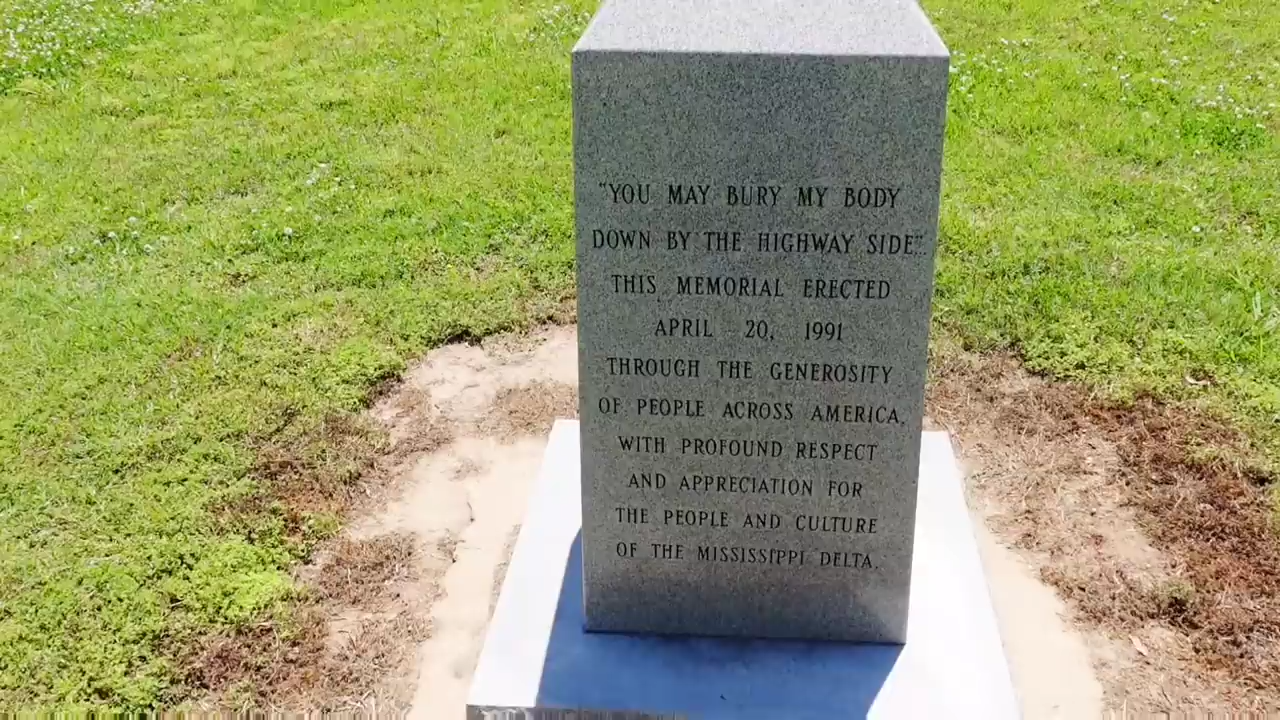 "YOU MAY BURY MY BODY
DOWN BY THE HIGHWAY SIDE"...
THIS MEMORIAL ERECTED
APRIL 20, 1991
THROUGH THE GENEROSITY
OF PEOPLE ACROSS AMERICA,
WITH PROFOUND RESPECT
AND APPRECIATION FOR
THE PEOPLE AND CULTURE
OF THE MISSISSIPPI DELTA.